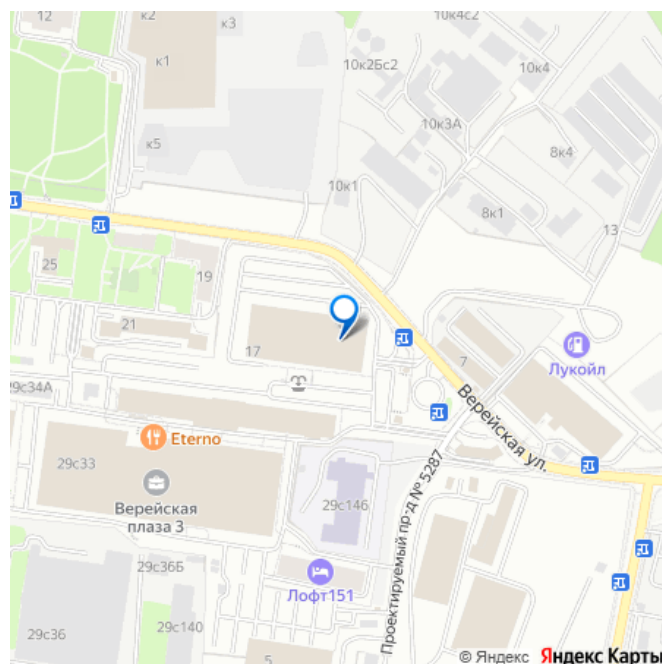 12
к2
к3
10к4с2
к1
10к2Бс2
10к4
10к3А
к5
8к4
10к1
8к1
13
25
19
21
17
7
Лукойл
29с34А
Верейская ул.
Eterno
29с33
Верейская
плаза 3
29с146
Проектируемый пр-д № 5287
29с36Б
Лофт151
29с36
29с140
5
© Яндекс Яндекс Карты